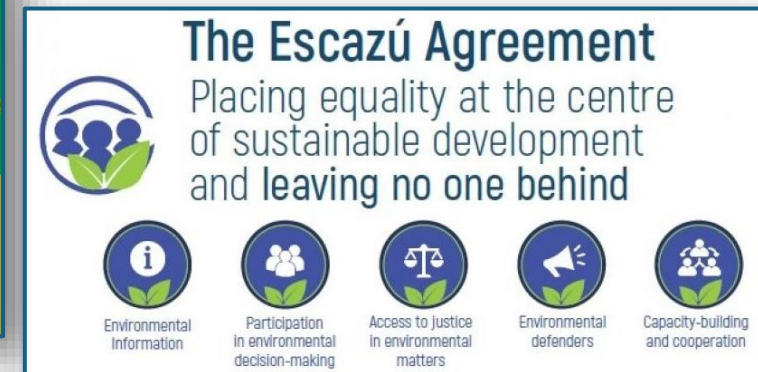 The Escazú Agreement
Placing equality at the centre
of sustainable development
and leaving no one behind
Environmental
Information
Participation
in environmental
decision-making
Access to justice
in environmental
matters
Environmental
defenders
Capacity-building
and cooperation